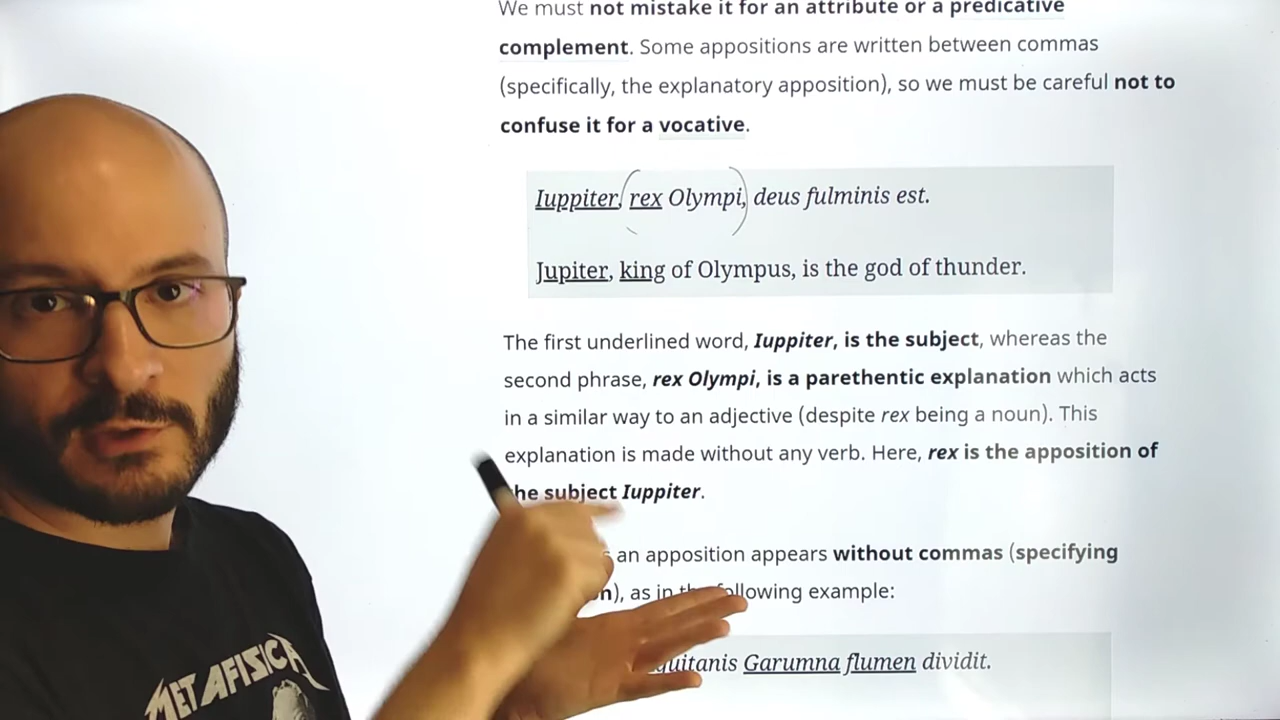 We must not mistake it for an attribute or a predicative
complement. Some appositions are written between commas
(specifically, the explanatory apposition), so we must be careful not to
confuse it for a vocative.
Iuppiter, rex Olympi, deus fulminis est.
Jupiter, king of Olympus, is the god of thunder.
The first underlined word, Iuppiter, is the subject, whereas the
second phrase, rex Olympi, is a parethentic explanation which acts
in a similar way to an adjective (despite rex being a noun). This
explanation is made without any verb. Here, rex is the apposition of
the subject Iuppiter.
an apposition appears without commas (specifying
as in the following example:
Garumna flumen dividit.
METAFISICA